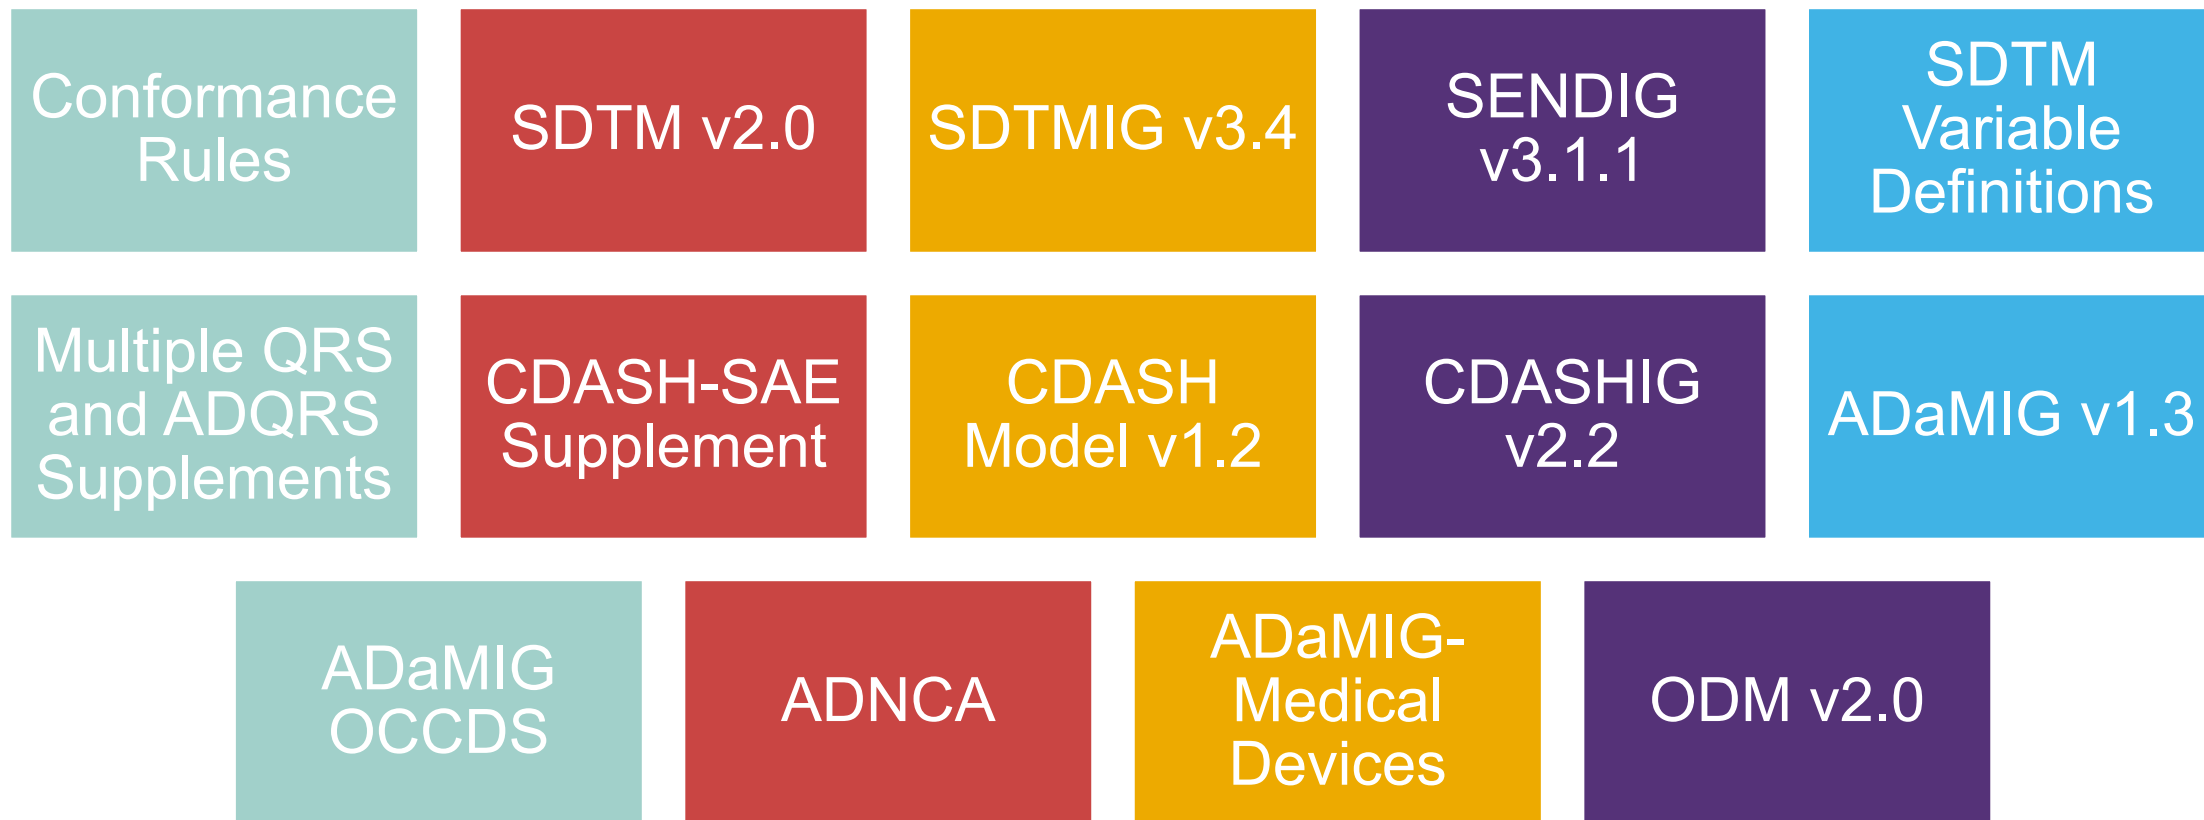 Conformance
Rules
SDTM v2.0
SDTMIG v3.4
SENDIG
v3.1.1
SDTM
Variable
Definitions
Multiple QRS
and ADQRS
Supplements
CDASH-SAE
Supplement
CDASH
Model v1.2
CDASHIG
v2.2
ADaMIG v1.3
ADaMIG
OCCDS
ADNCA
ADaMIG-
Medical
Devices
ODM v2.0